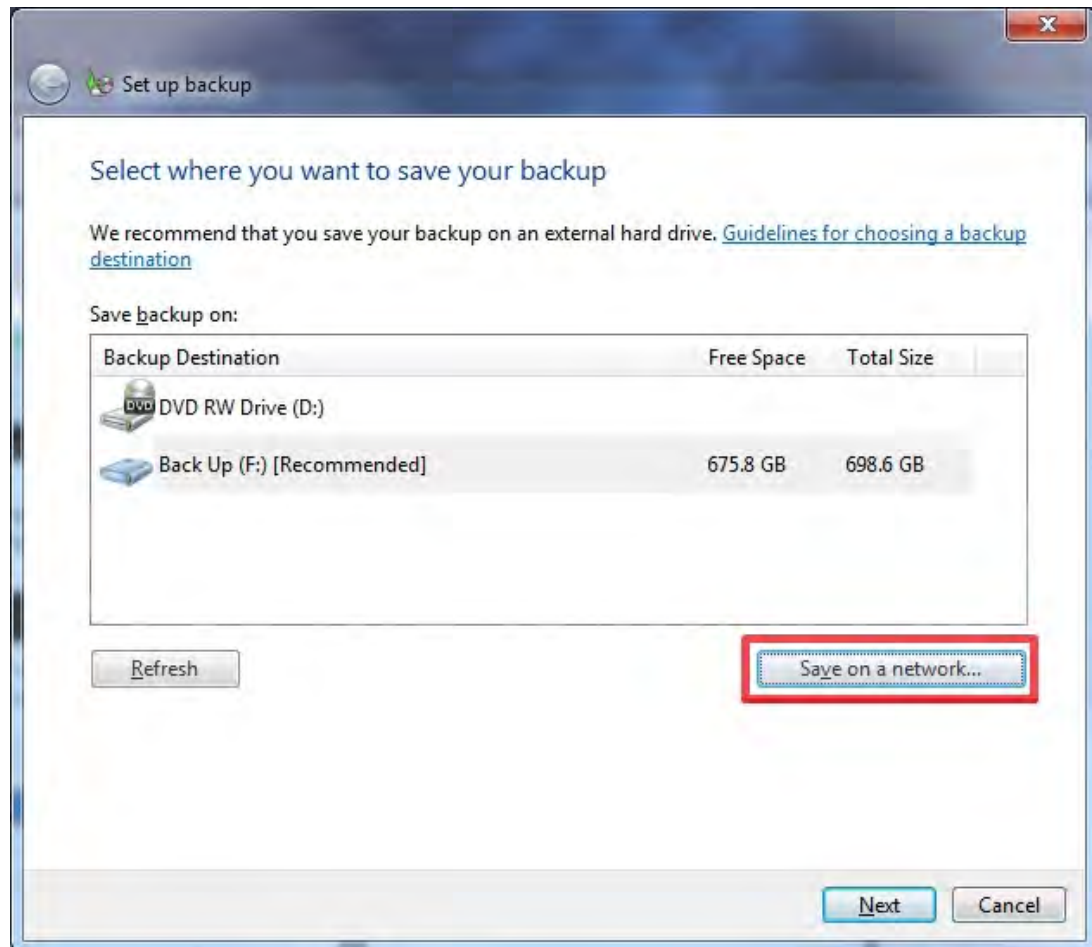 Set up backup
Select where you want to save your backup
We recommend that you save your backup on an external hard drive. Guidelines for choosing a backup
destination
Save backup on:
Backup Destination Free Space Total Size
DVD
DVD RW Drive (D:)
Back Up (F:) [Recommended] 675.8 GB 698.6 GB
Refresh Save on a network...
Next Cancel